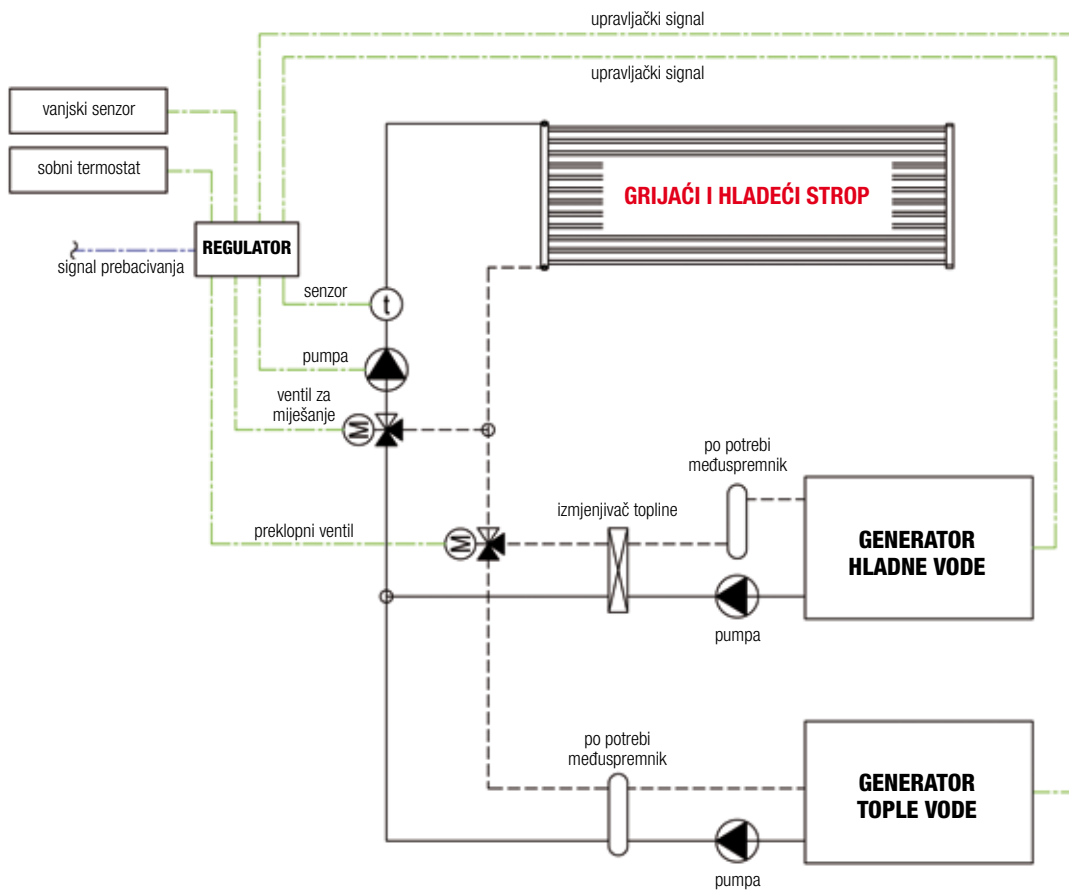 upravljački signal
upravljački signal
vanjski senzor
sobni termostat
GRIJAĆI I HLADEĆI STROP
REGULATOR
signal prebacivanja
senzor
t
pumpa
ventil za
miješanje
M
po potrebi
međuspremnik
izmjenjivač topline
preklopni ventil
M
GENERATOR
HLADNE VODE
pumpa
po potrebi
međuspremnik
GENERATOR
TOPLE VODE
pumpa